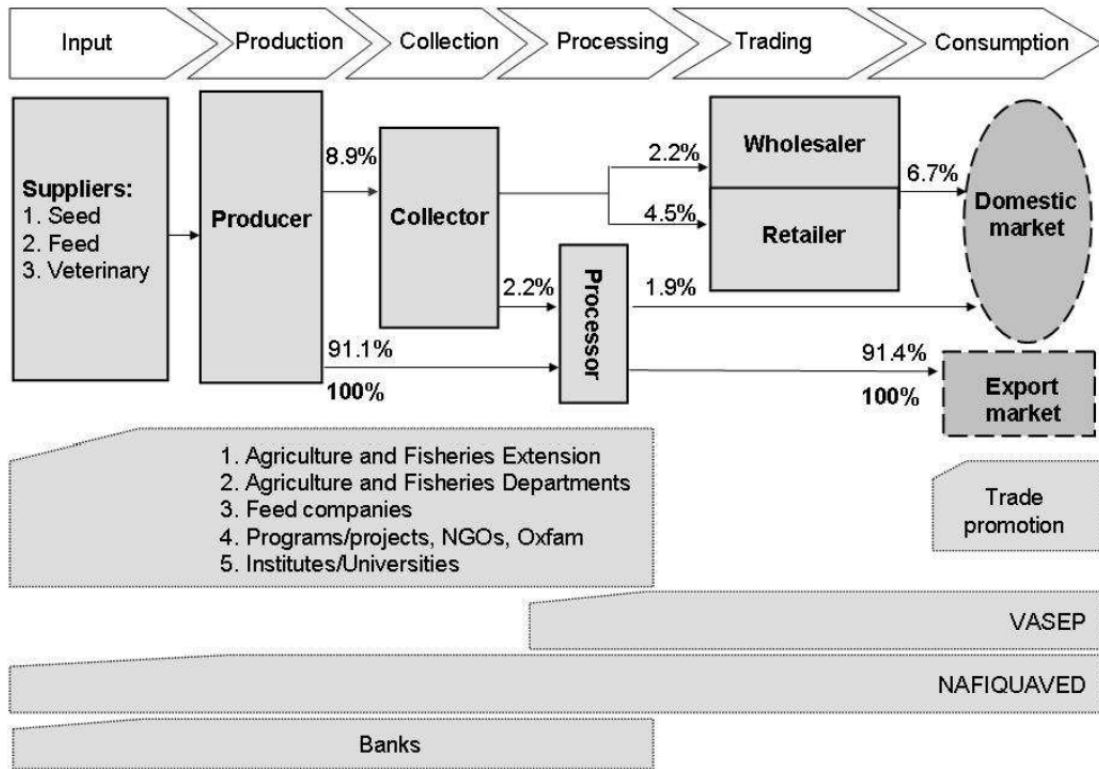 Input
Production
Collection
Processing
Trading
Consumption
Suppliers:
1. Seed
2. Feed
3. Veterinary
Producer
8.9%
Collector
2.2%
4.5%
Wholesaler
Retailer
6.7%
Domestic
market
2.2%
Processor
1.9%
91.1%
100%
91.4%
100%
Export
market
1. Agriculture and Fisheries Extension
2. Agriculture and Fisheries Departments
3. Feed companies
4. Programs/projects, NGOs, Oxfam
5. Institutes/Universities
Trade
promotion
VASEP
NAFIQUAVED
Banks